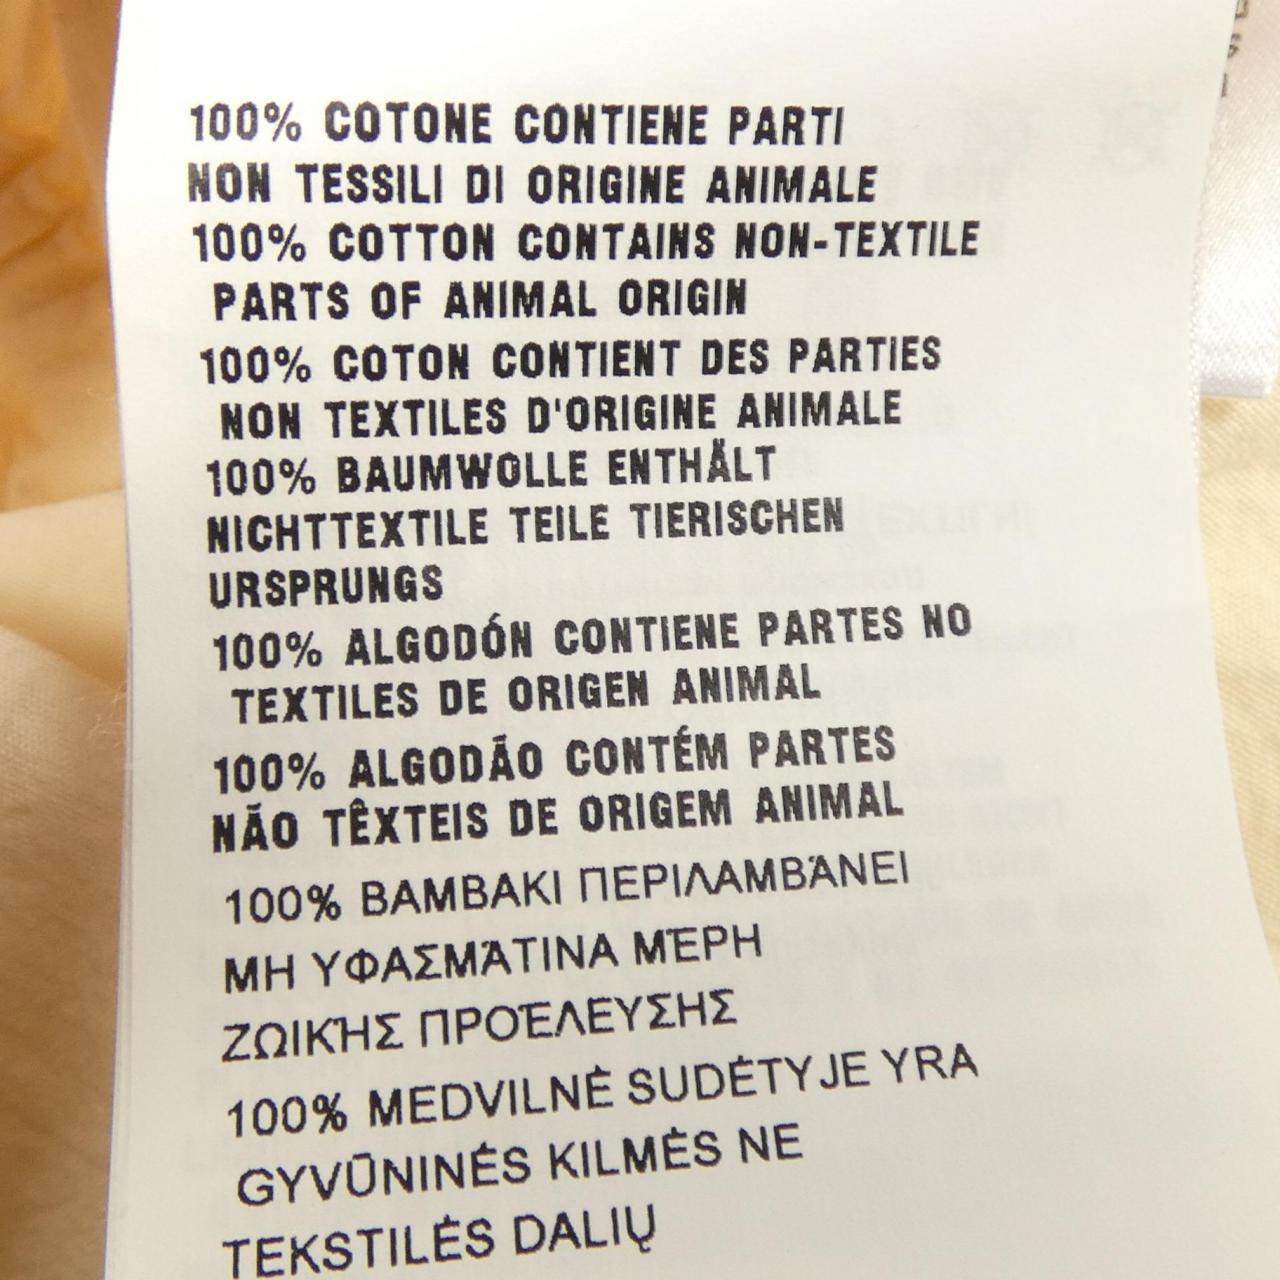 100% COTONE CONTIENE PARTI
NON TESSILI DI ORIGINE ANIMALE
100% COTTON CONTAINS NON-TEXTILE
PARTS OF ANIMAL ORIGIN
100% COTON CONTIENT DES PARTIES
NON TEXTILES D'ORIGINE ANIMALE
100% BAUMWOLLE ENTHÄLT
NICHTTEXTILE TEILE TIERISCHEN
URSPRUNGS
100% ALGODÓN CONTIENE PARTES NO
TEXTILES DE ORIGEN ANIMAL
100% ALGODÃO CONTÉM PARTES
NÃO TÊXTEIS DE ORIGEM ANIMAL
100% ΒΑΜΒΑΚΙ ΠΕΡΙΛΑΜΒΆΝΕΙ
ΜΗ ΥΦΑΣΜΆΤΙΝΑ ΜΈΡΗ
ΖΩΙΚΉΣ ΠΡΟΈΛΕΥΣΗΣ
100% MEDVILNĖ SUDĖTYJE YRA
GYVŪNINĖS KILMĖS NE
TEKSTILĖS DALIŲ